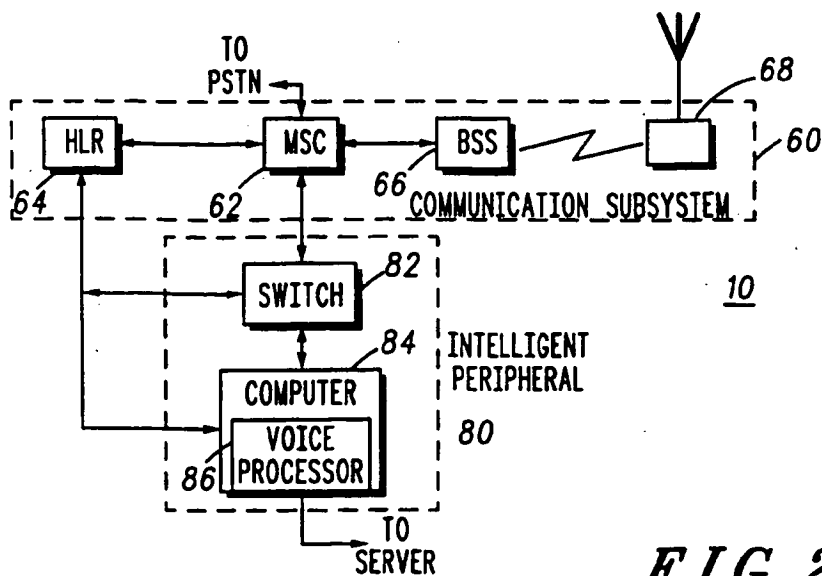 TO
PSTN
68
HLR
MSC
BSS
60
64
62
66
COMMUNICATION SUBSYSTEM
82
SWITCH
10
84
INTELLIGENT
PERIPHERAL
COMPUTER
80
VOICE
PROCESSOR
86
TO
SERVER
FIG. 2